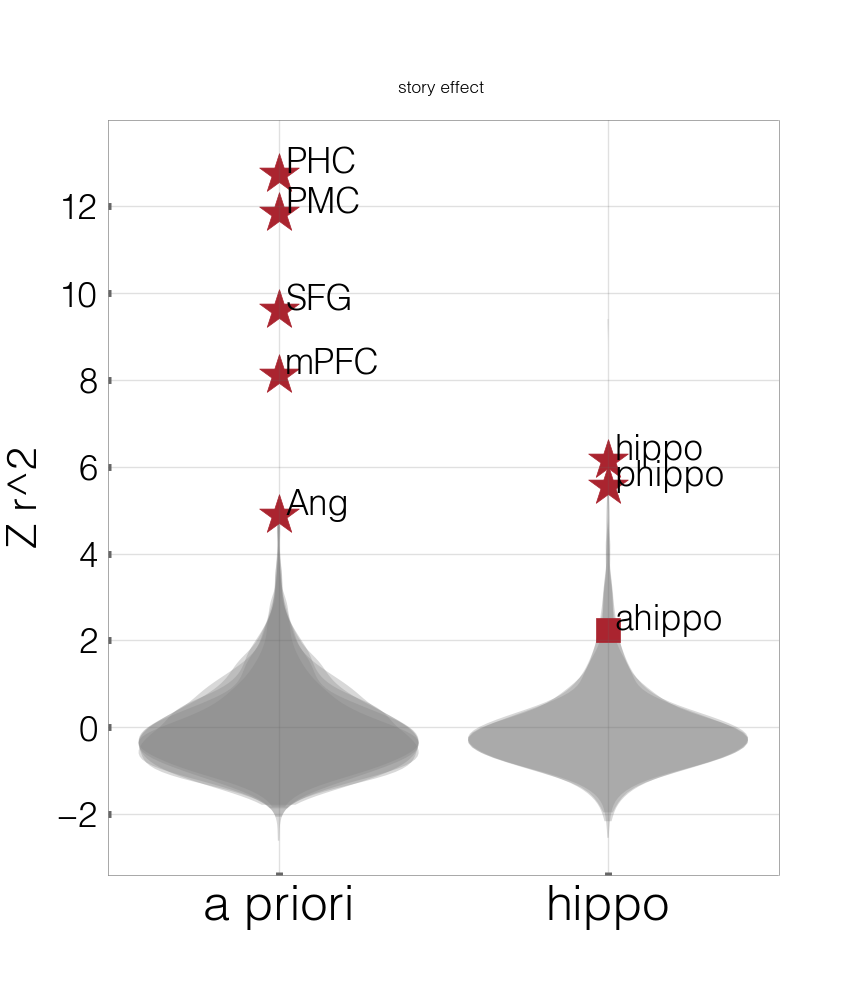 story effect
PHC
PMC
12
SFG
10
mPFC
8
hippo
6
phippo
Ang
4
ahippo
2
0
−2
Z r^2
a priori
hippo